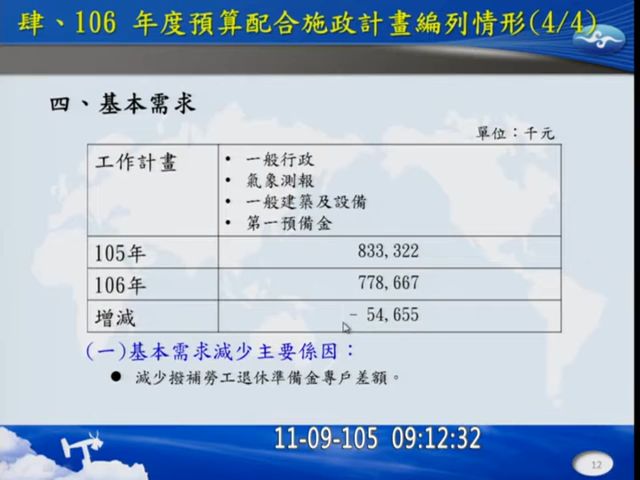 肆、106 年度預算配合施政計畫編列情形(4/4)
四、基本需求
單位：千元
工作計畫
• 一般行政
• 氣象測報
• 一般建築及設備
• 第一預備金
105年 833,322
106年 778,667
增減 - 54,655
(一)基本需求減少主要係因：
● 減少撥補勞工退休準備金專戶差額。
11-09-105 09:12:32
12